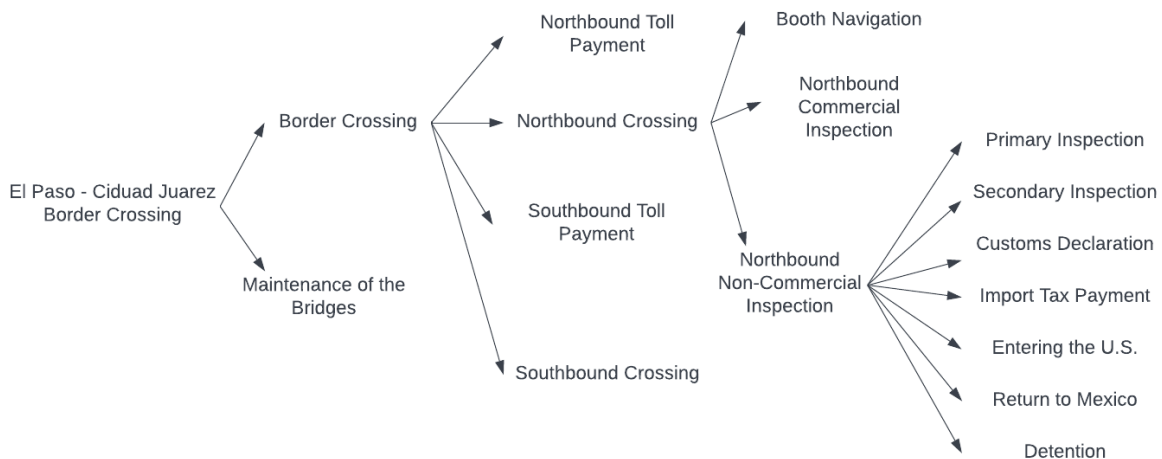 El Paso - Ciduad Juarez
Border Crossing
Border Crossing
Maintenance of the
Bridges
Northbound Toll
Payment
Northbound Crossing
Southbound Toll
Payment
Southbound Crossing
Booth Navigation
Northbound
Commercial
Inspection
Northbound
Non-Commercial
Inspection
Primary Inspection
Secondary Inspection
Customs Declaration
Import Tax Payment
Entering the U.S.
Return to Mexico
Detention